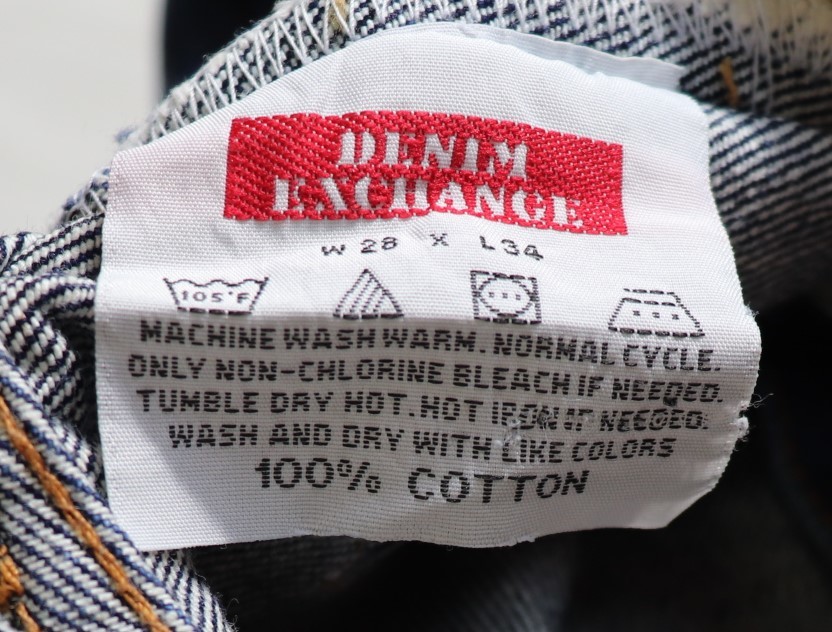 DENIM
EXCHANGE
W 28 X L34
105°F
MACHINE WASH WARM. NORMAL CYCLE.
ONLY NON-CHLORINE BLEACH IF NEEDED.
TUMBLE DRY HOT. HOT IRON IF NEEDED.
WASH AND DRY WITH LIKE COLORS
100% COTTON